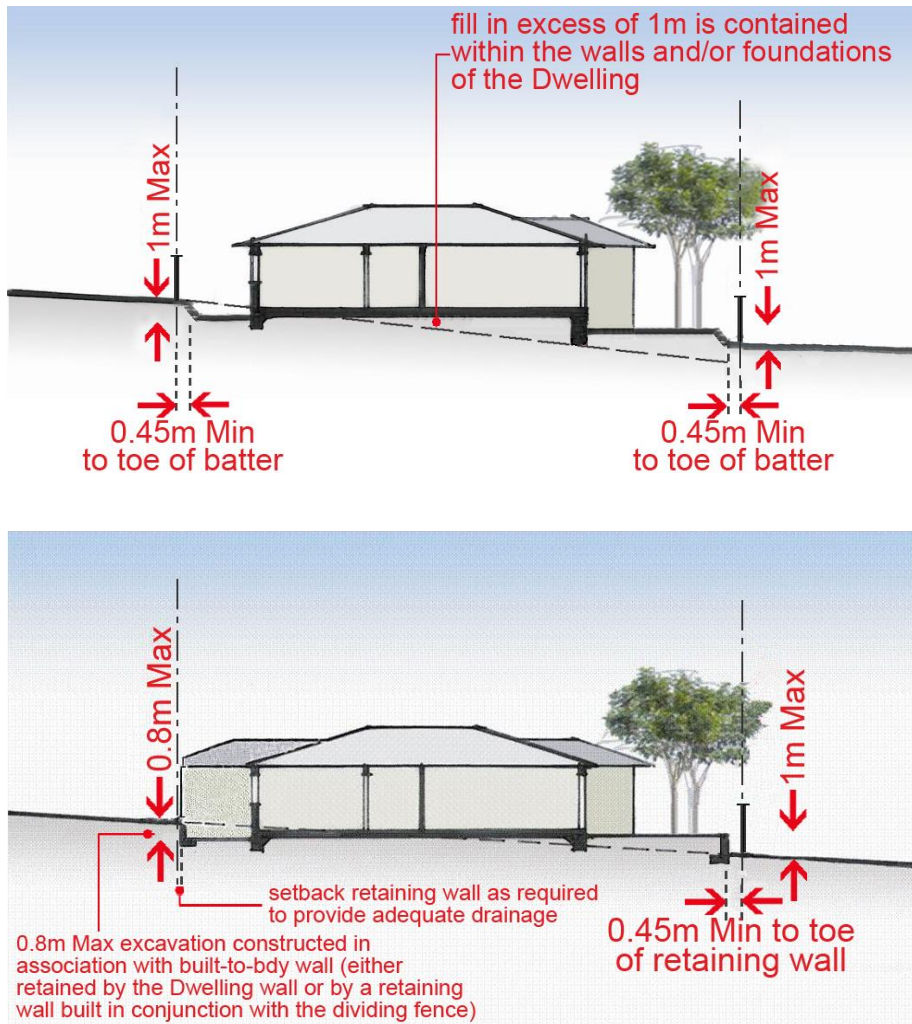 fill in excess of 1m is contained
within the walls and/or foundations
of the Dwelling
1m Max
1m Max
0.45m Min
to toe of batter
0.45m Min
to toe of batter
0.8m Max
1m Max
setback retaining wall as required
to provide adequate drainage
0.8m Max excavation constructed in
association with built-to-bdy wall (either
retained by the Dwelling wall or by a retaining
wall built in conjunction with the dividing fence)
0.45m Min to toe
of retaining wall